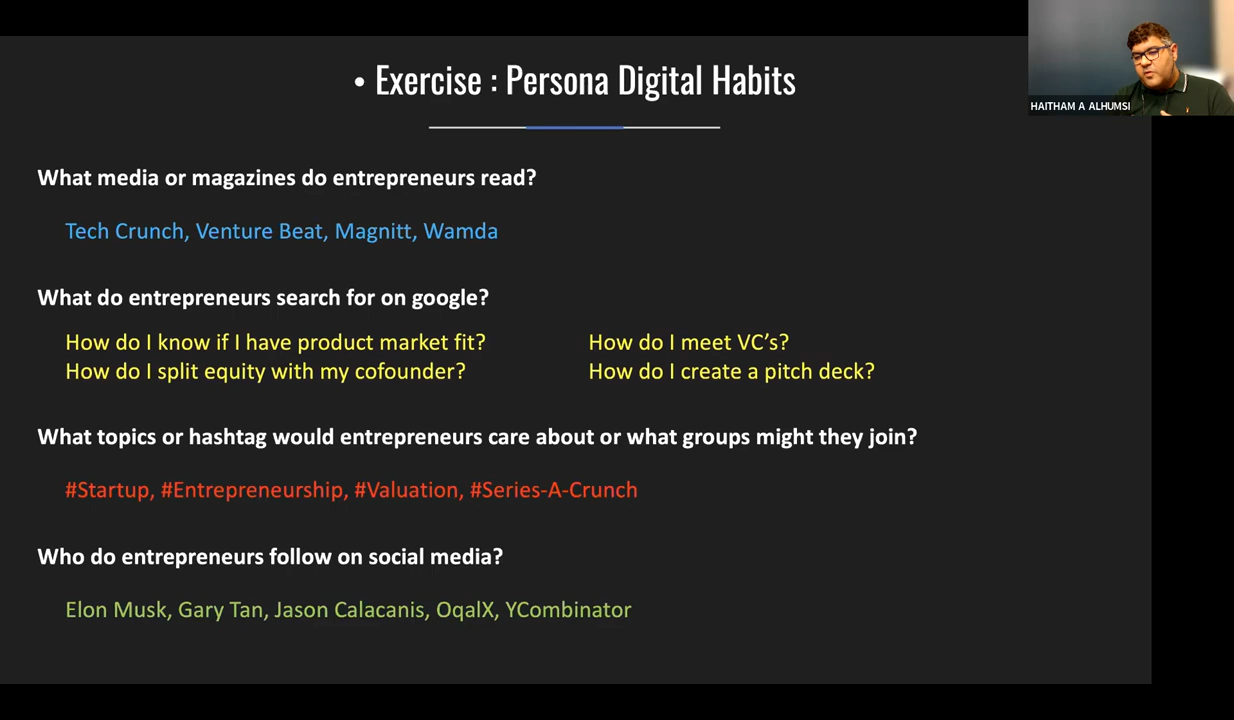 • Exercise : Persona Digital Habits
HAITHAM A ALHUMSI
What media or magazines do entrepreneurs read?
Tech Crunch, Venture Beat, Magnitt, Wamda
What do entrepreneurs search for on google?
How do I know if I have product market fit?
How do I split equity with my cofounder?
How do I meet VC’s?
How do I create a pitch deck?
What topics or hashtag would entrepreneurs care about or what groups might they join?
#Startup, #Entrepreneurship, #Valuation, #Series-A-Crunch
Who do entrepreneurs follow on social media?
Elon Musk, Gary Tan, Jason Calacanis, OqalX, YCombinator